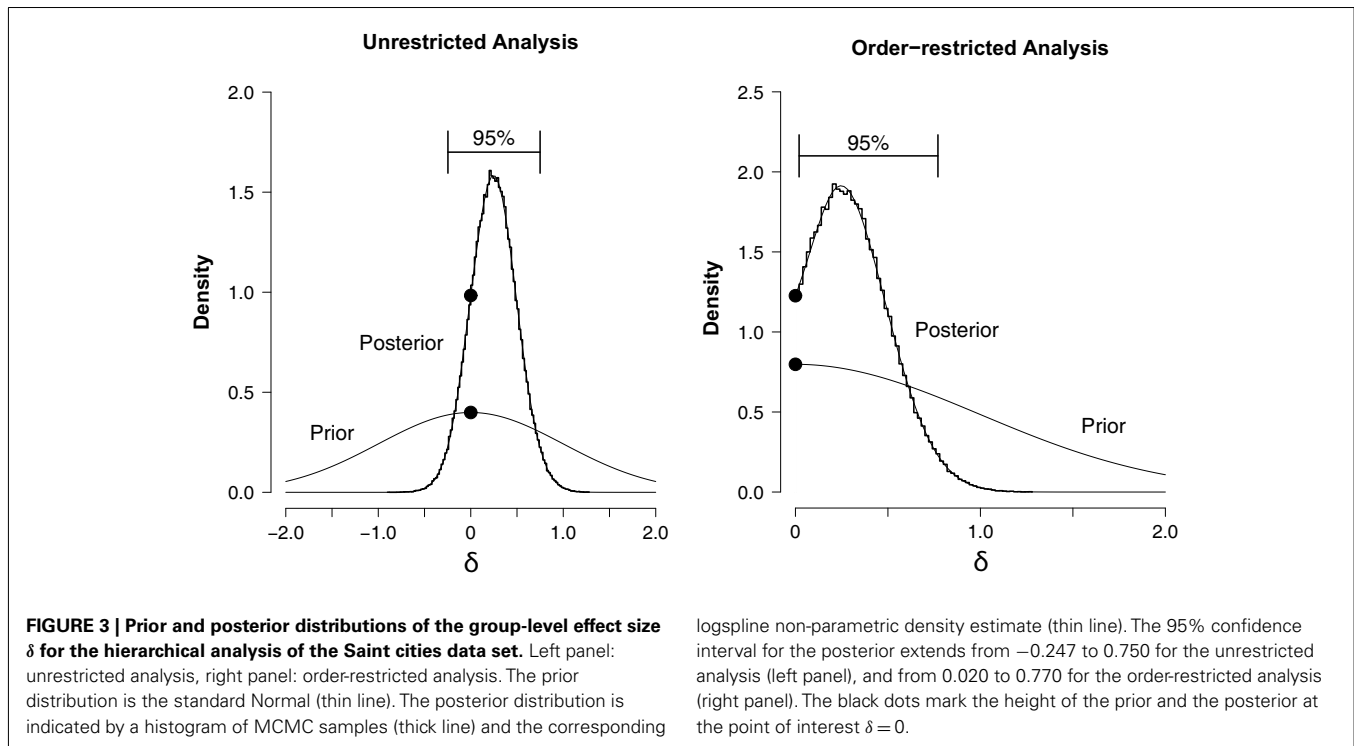 Unrestricted Analysis
2.0
1.5
1.0
0.5
0.0
Density
95%
Posterior
Prior
−2.0
−1.0
0
1.0
2.0
δ
Order−restricted Analysis
2.5
2.0
1.5
1.0
0.5
0.0
Density
95%
Posterior
Prior
0
1.0
2.0
δ
FIGURE 3 | Prior and posterior distributions of the group-level effect size
δ for the hierarchical analysis of the Saint cities data set. Left panel:
unrestricted analysis, right panel: order-restricted analysis. The prior
distribution is the standard Normal (thin line). The posterior distribution is
indicated by a histogram of MCMC samples (thick line) and the corresponding
logspline non-parametric density estimate (thin line). The 95% confidence
interval for the posterior extends from −0.247 to 0.750 for the unrestricted
analysis (left panel), and from 0.020 to 0.770 for the order-restricted analysis
(right panel). The black dots mark the height of the prior and the posterior at
the point of interest δ = 0.